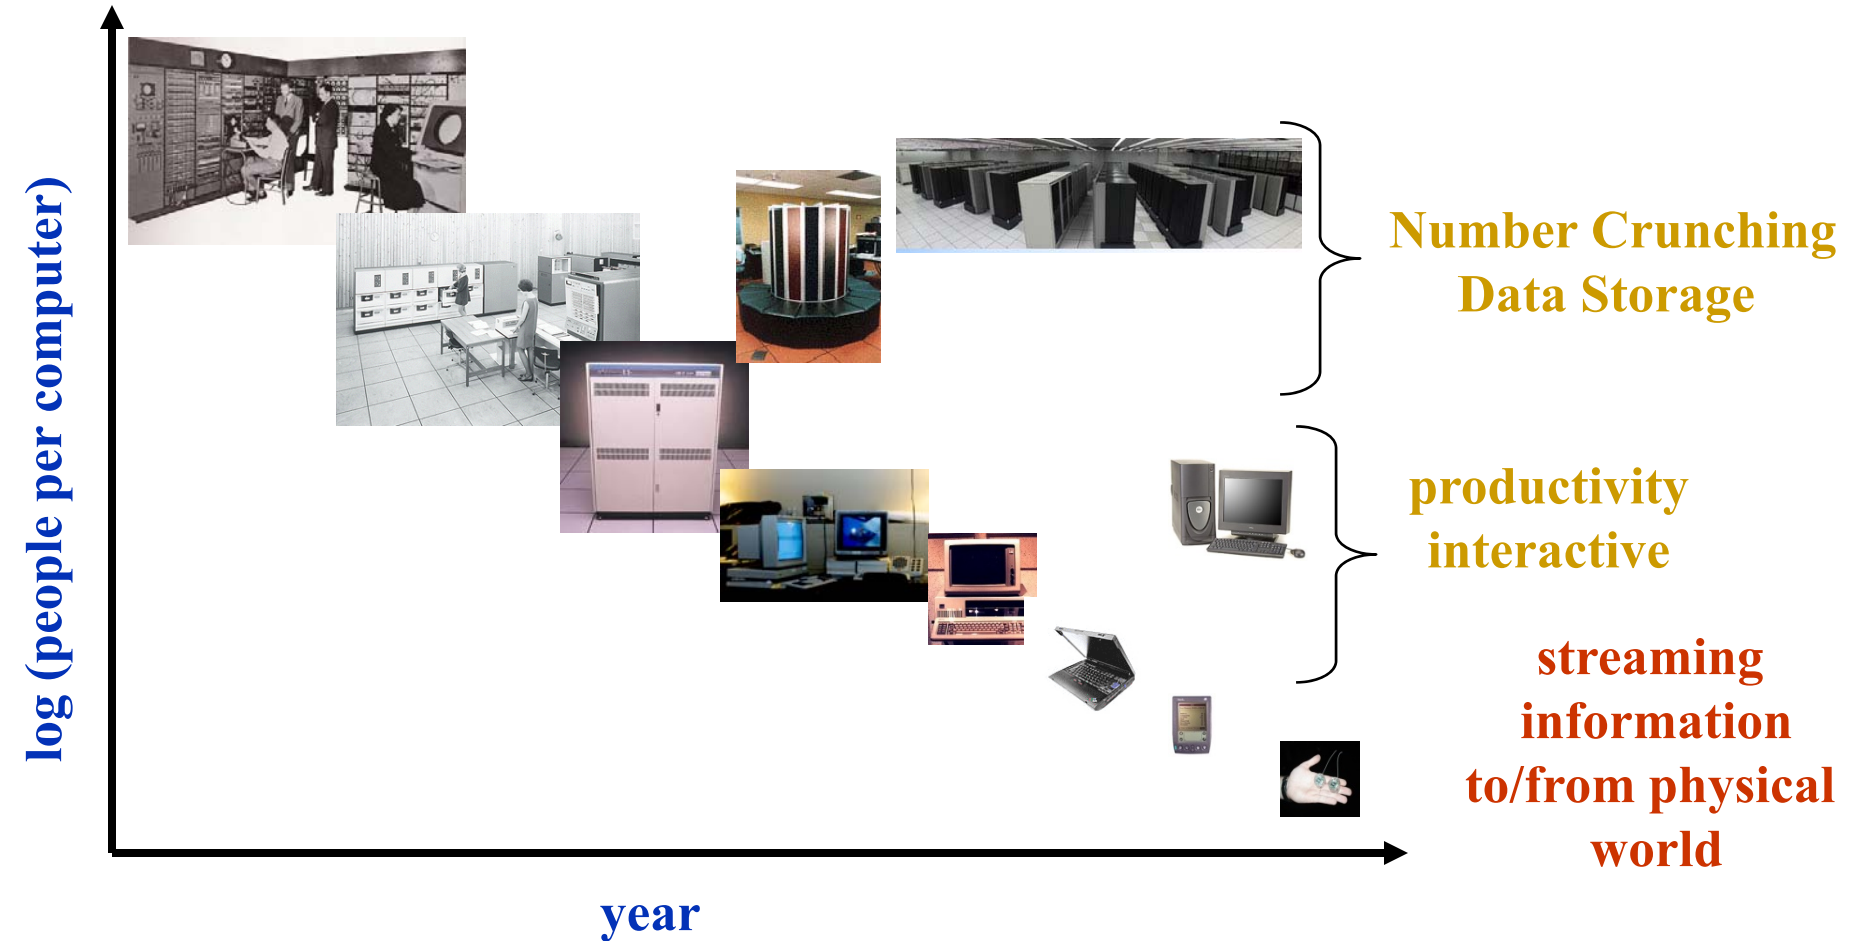 log (people per computer)
Number Crunching
Data Storage
productivity
interactive
streaming
information
to/from physical
world
year